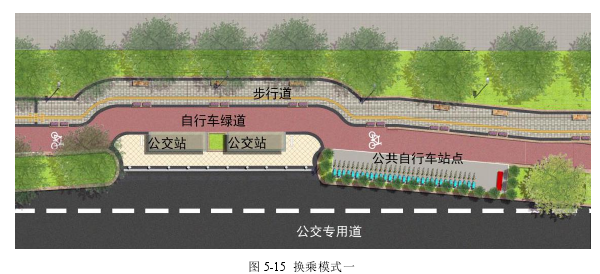 步行道
自行车绿道
公交站 公交站
公共自行车站点
公交专用道
图 5-15 换乘模式一